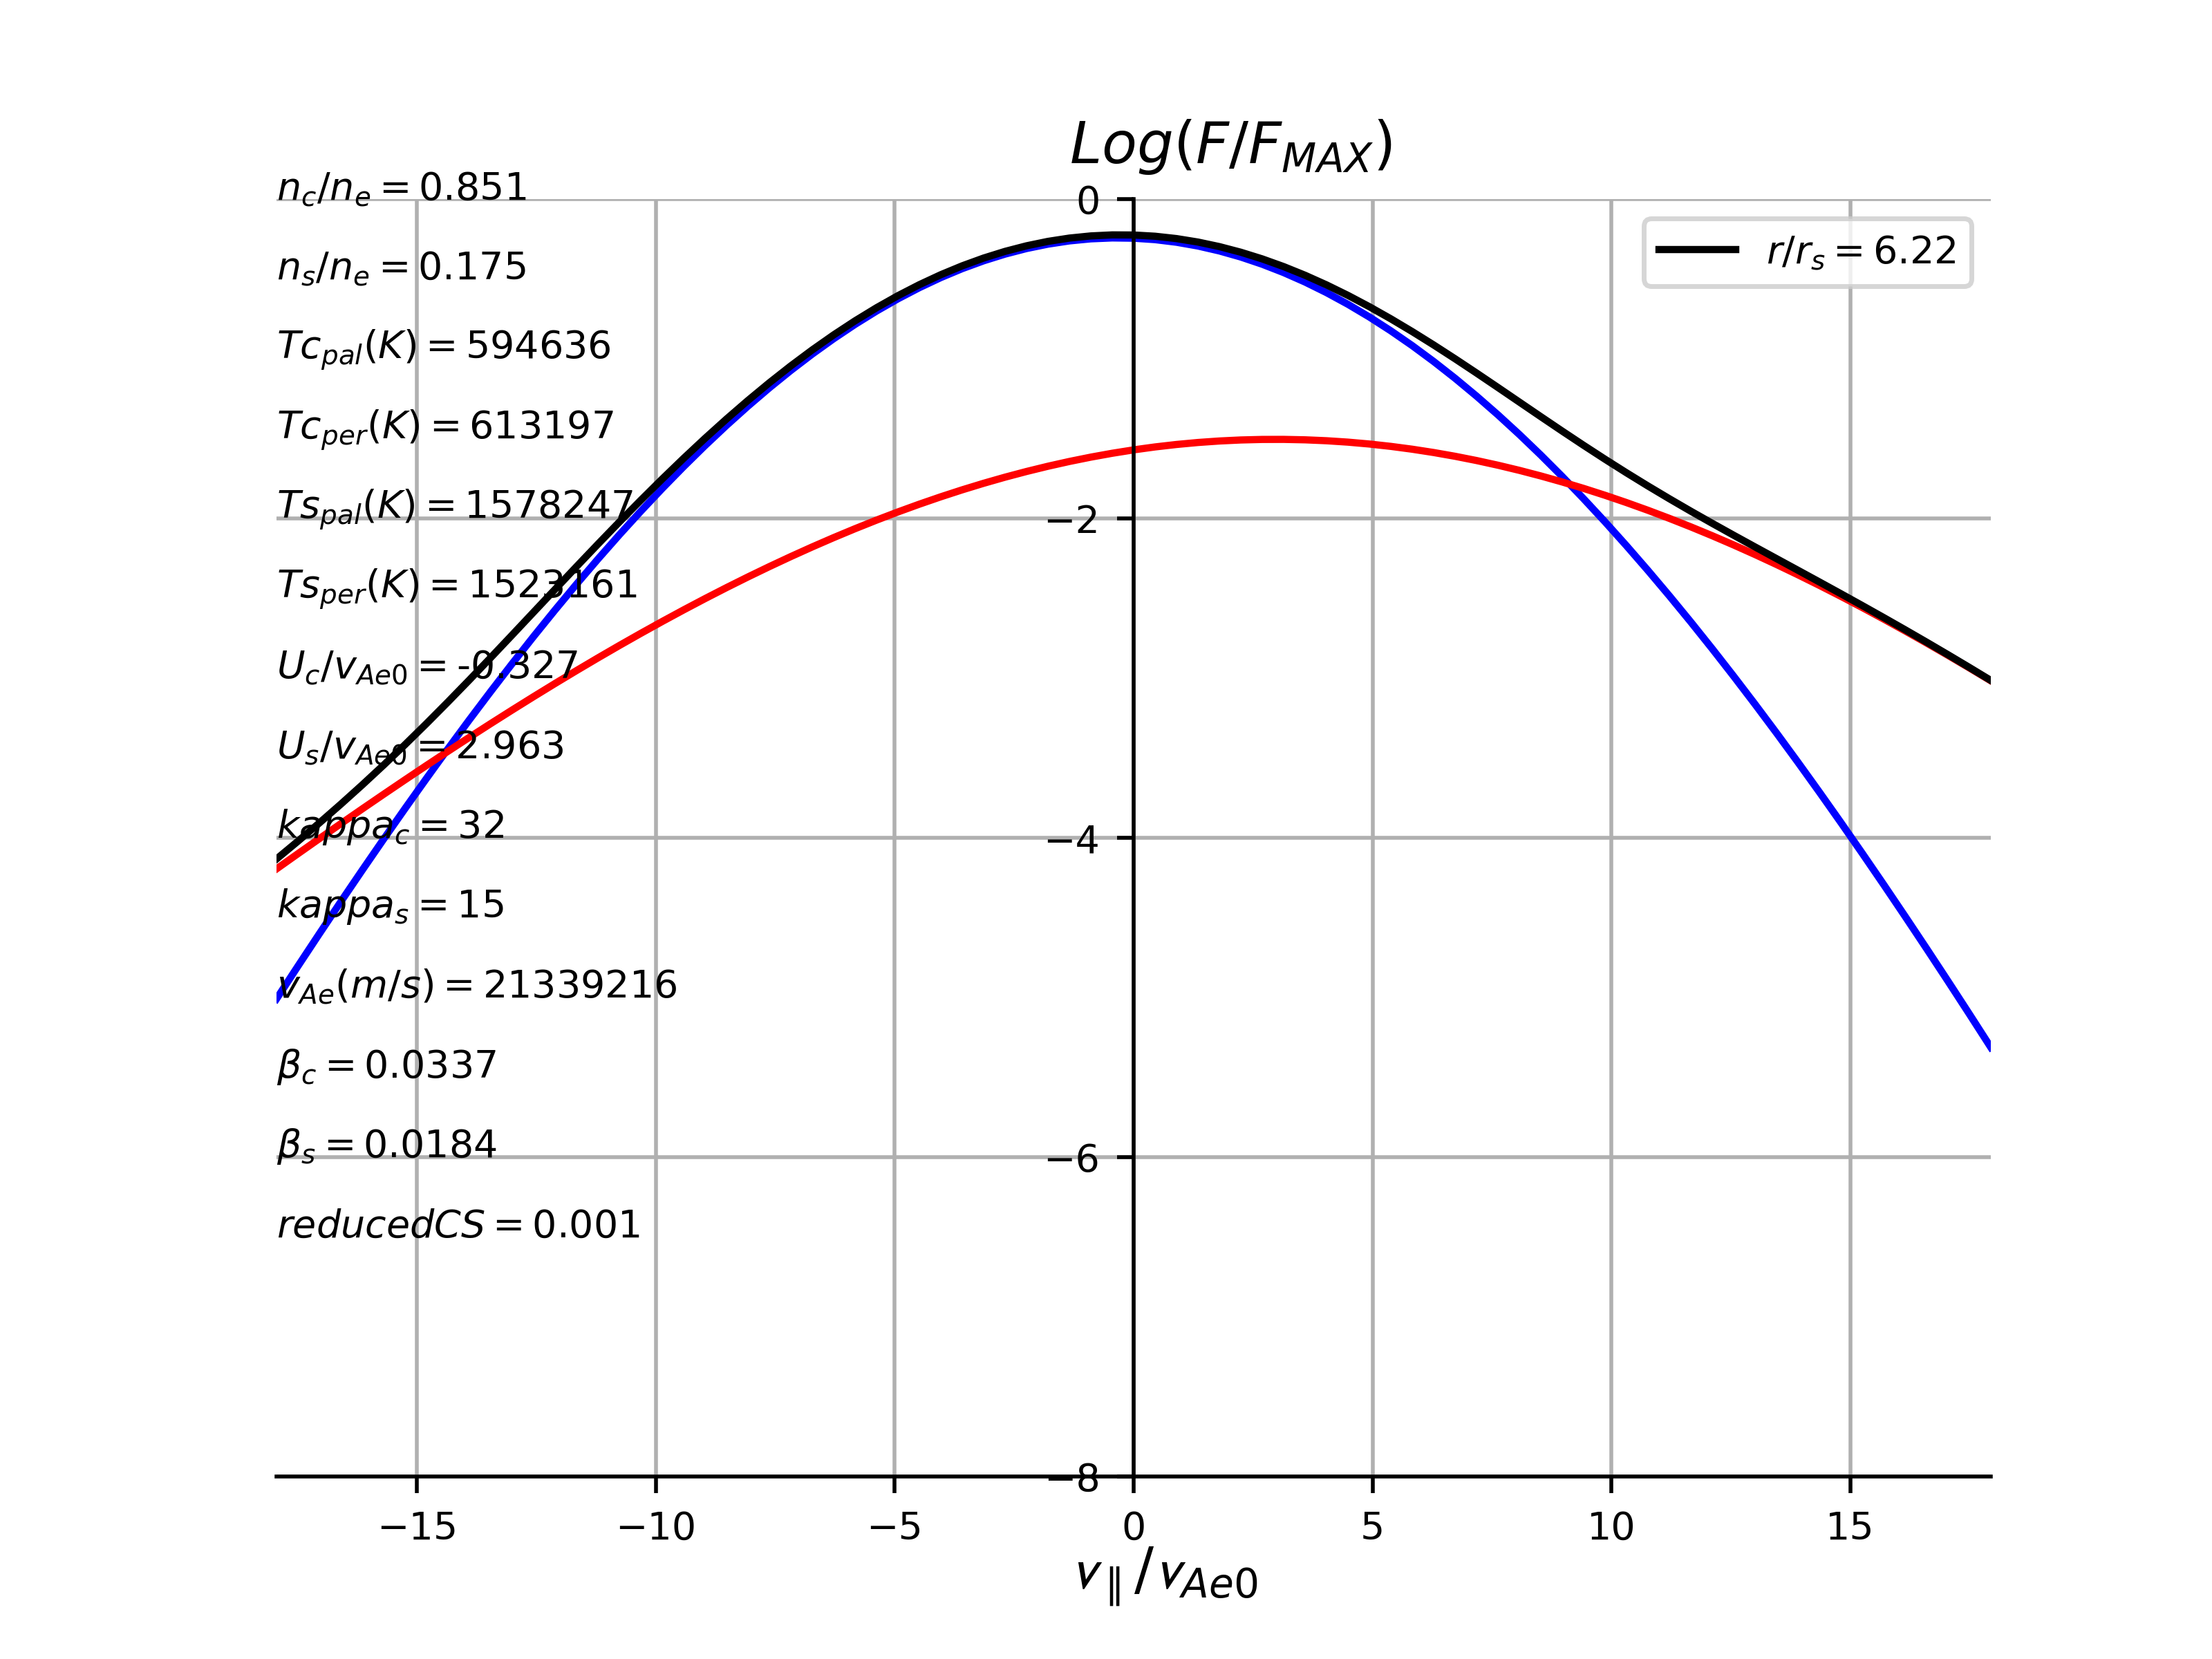 Log(F/F_MAX)
n_c/n_e = 0.851
n_s/n_e = 0.175
Tc_pal(K) = 594636
Tc_per(K) = 613197
Ts_pal(K) = 1578247
Ts_per(K) = 1523161
U_c/v_Ae0 = -0.327
U_s/v_Ae0 = 2.963
kappa_c = 32
kappa_s = 15
v_Ae(m/s) = 21339216
β_c = 0.0337
β_s = 0.0184
reducedCS = 0.001
r/r_s = 6.22
0
−2
−4
−6
−8
−15 −10 −5 0 5 10 15
v_∥/v_Ae0